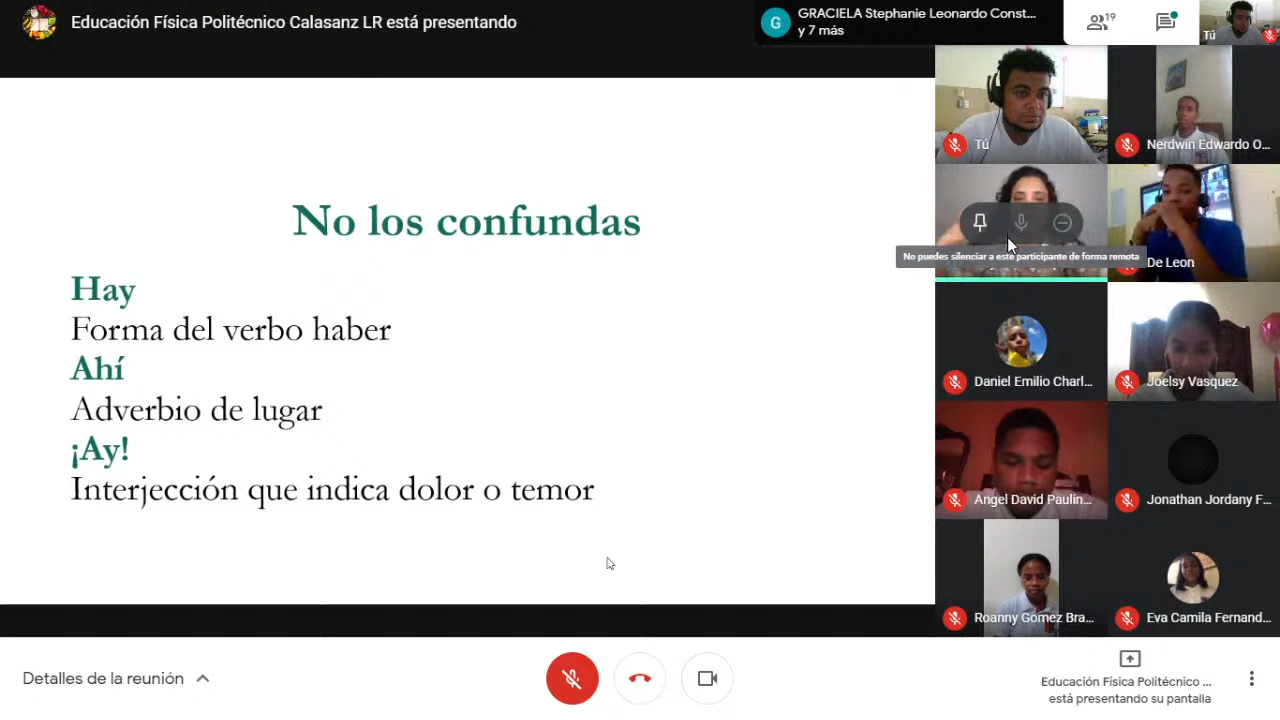 Educación Física Politécnico Calasanz LR está presentando
G
GRACIELA Stephanie Leonardo Const...
y 7 más
19
Tú
No los confundas
Hay
Forma del verbo haber
Ahí
Adverbio de lugar
¡Ay!
Interjección que indica dolor o temor
Tú
Nerdwin Edwardo O...
No puedes silenciar a este participante de forma remota
De Leon
Daniel Emilio Charl...
Joelsy Vasquez
Angel David Paulin...
Jonathan Jordany F...
Roanny Gomez Bra...
Eva Camila Fernand...
Detalles de la reunión
Educación Física Politécnico ...
está presentando su pantalla